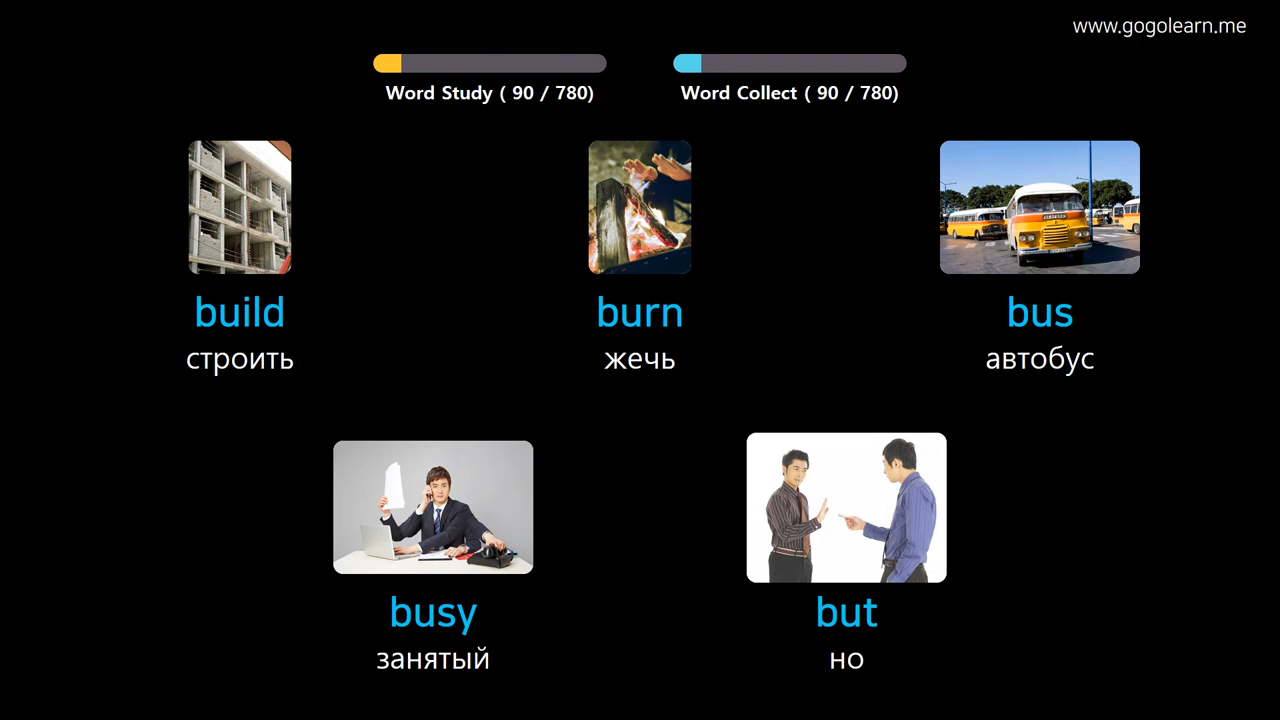 www.gogolearn.me
Word Study ( 90 / 780)
Word Collect ( 90 / 780)
build
строить
burn
жечь
bus
автобус
busy
занятый
but
но